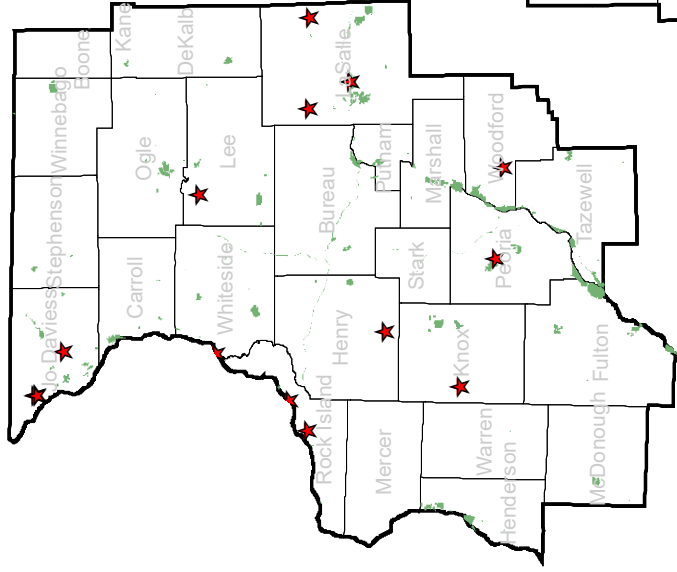 Kane
DeKalb
Boone
LaSalle
Winnebago
Ogle
Lee
Putnam
Marshall
Woodford
Bureau
Tazewell
Stephenson
Peoria
Stark
Carroll
Whiteside
Jo Daviess
Henry
Knox
Fulton
Rock Island
Mercer
Warren
McDonough
Henderson